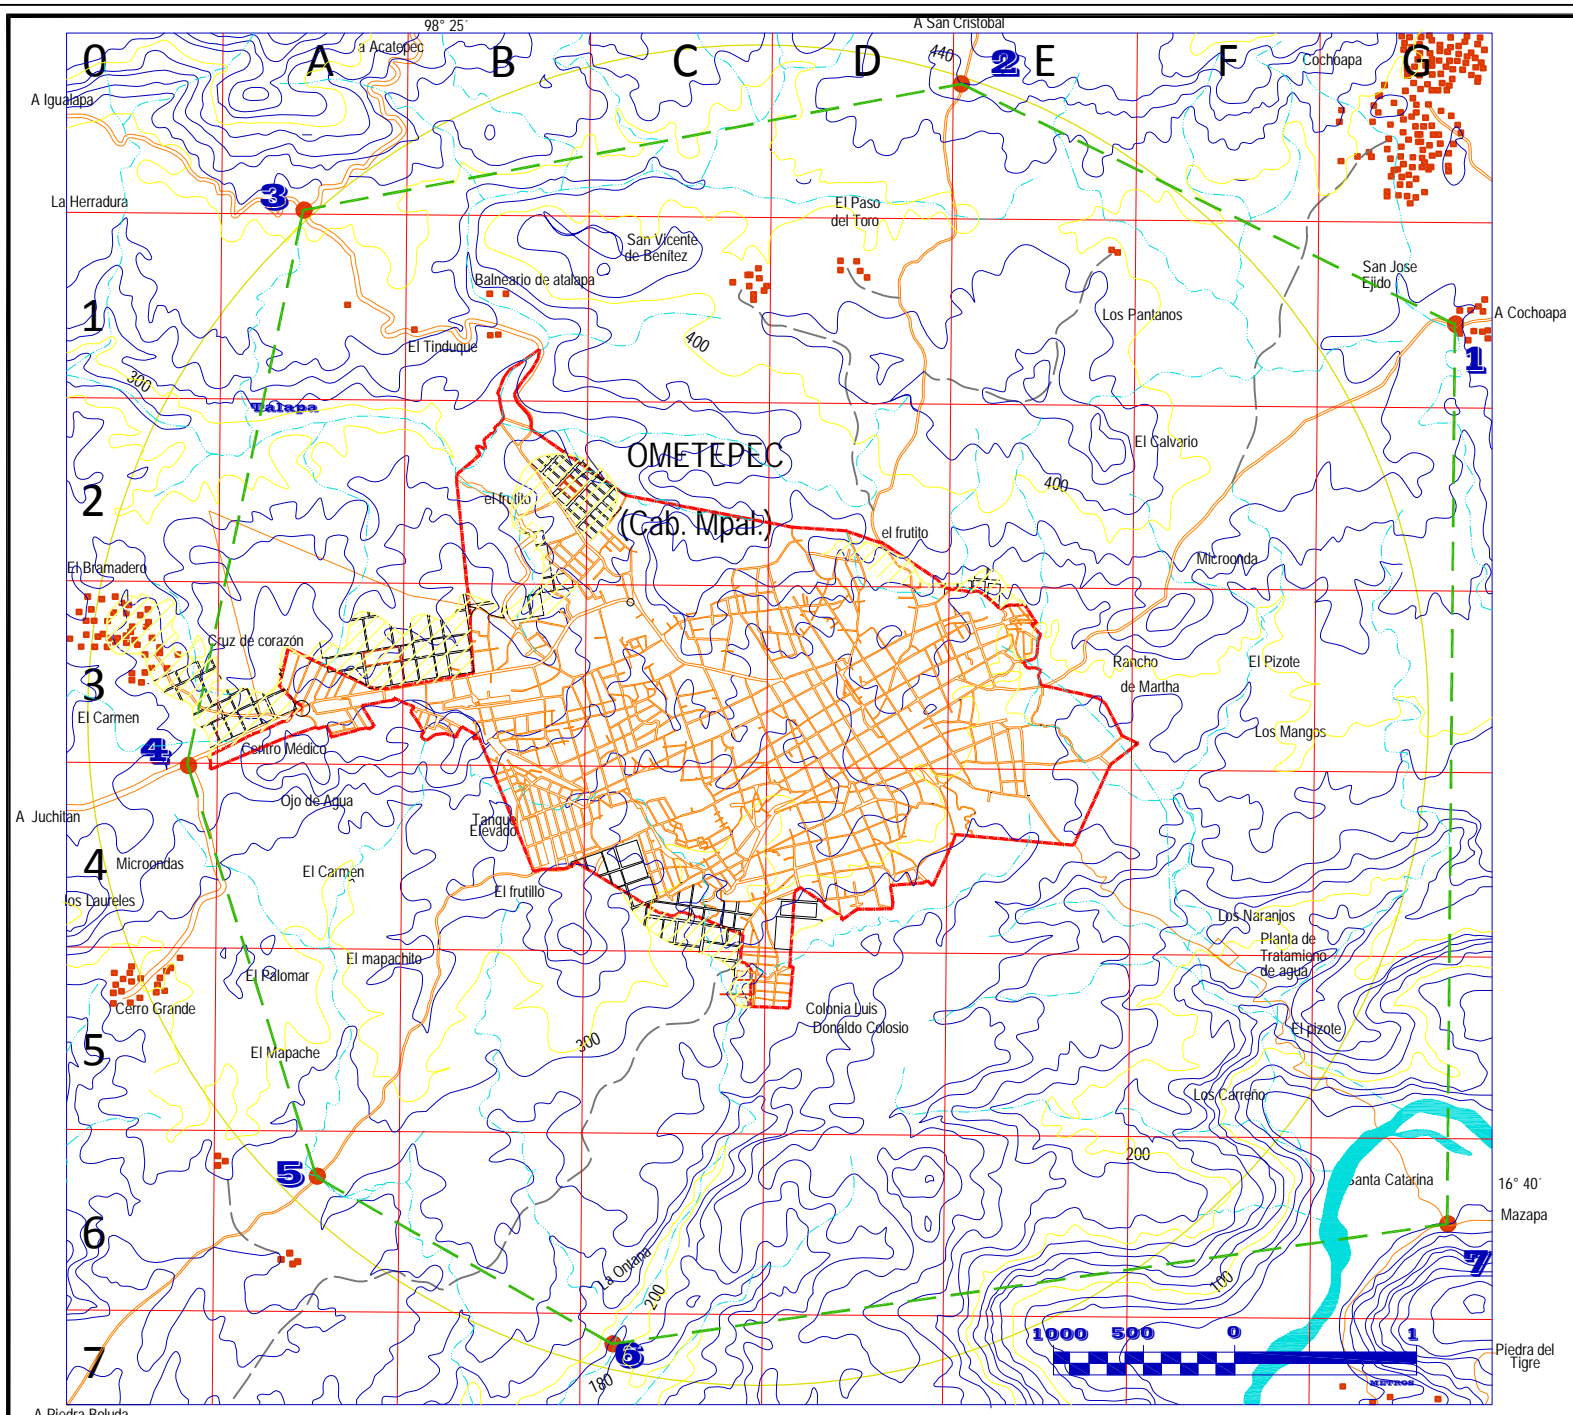 98° 25´
A San Cristobal
0
A
a Acatepec
B
C
D
440
2
E
F
Cochoapa
G
A Igualapa
3
La Herradura
El Paso
del Toro
San Vicente
de Benítez
Balneario de atalapa
San Jose
Ejido
1
Los Pantanos
A Cochoapa
El Tinduque
400
1
300
Talapa
El Calvario
OMETEPEC
2
el frutito
400
(Cab. Mpal.)
el frutito
Microonda
El Bramadero
Cruz de corazón
3
Rancho
de Martha
El Pizote
El Carmen
4
Centro Médico
Los Mangos
Ojo de Agua
A Juchitan
Tanque
Elevado
Microondas
4
El Carmen
El frutillo
os Laureles
Los Naranjos
Planta de
Tratamieno
de agua
El mapachito
El Palomar
Cerro Grande
Colonia Luis
Donaldo Colosio
El pizote
5
El Mapache
300
Los Carreño
200
5
Santa Catarina
16° 40´
Mazapa
6
7
200
100
1000 500 0 1
METROS
6
7
180
Piedra del
Tigre
A Piedra Boluda